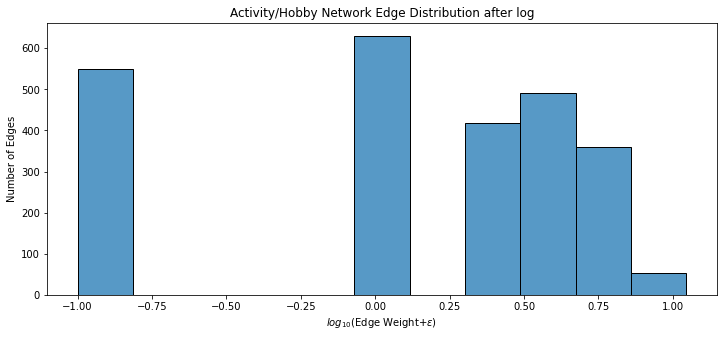 Activity/Hobby Network Edge Distribution after log
Number of Edges
600
500
400
300
200
100
0
−1.00 −0.75 −0.50 −0.25 0.00 0.25 0.50 0.75 1.00
log₁₀(Edge Weight+ε)